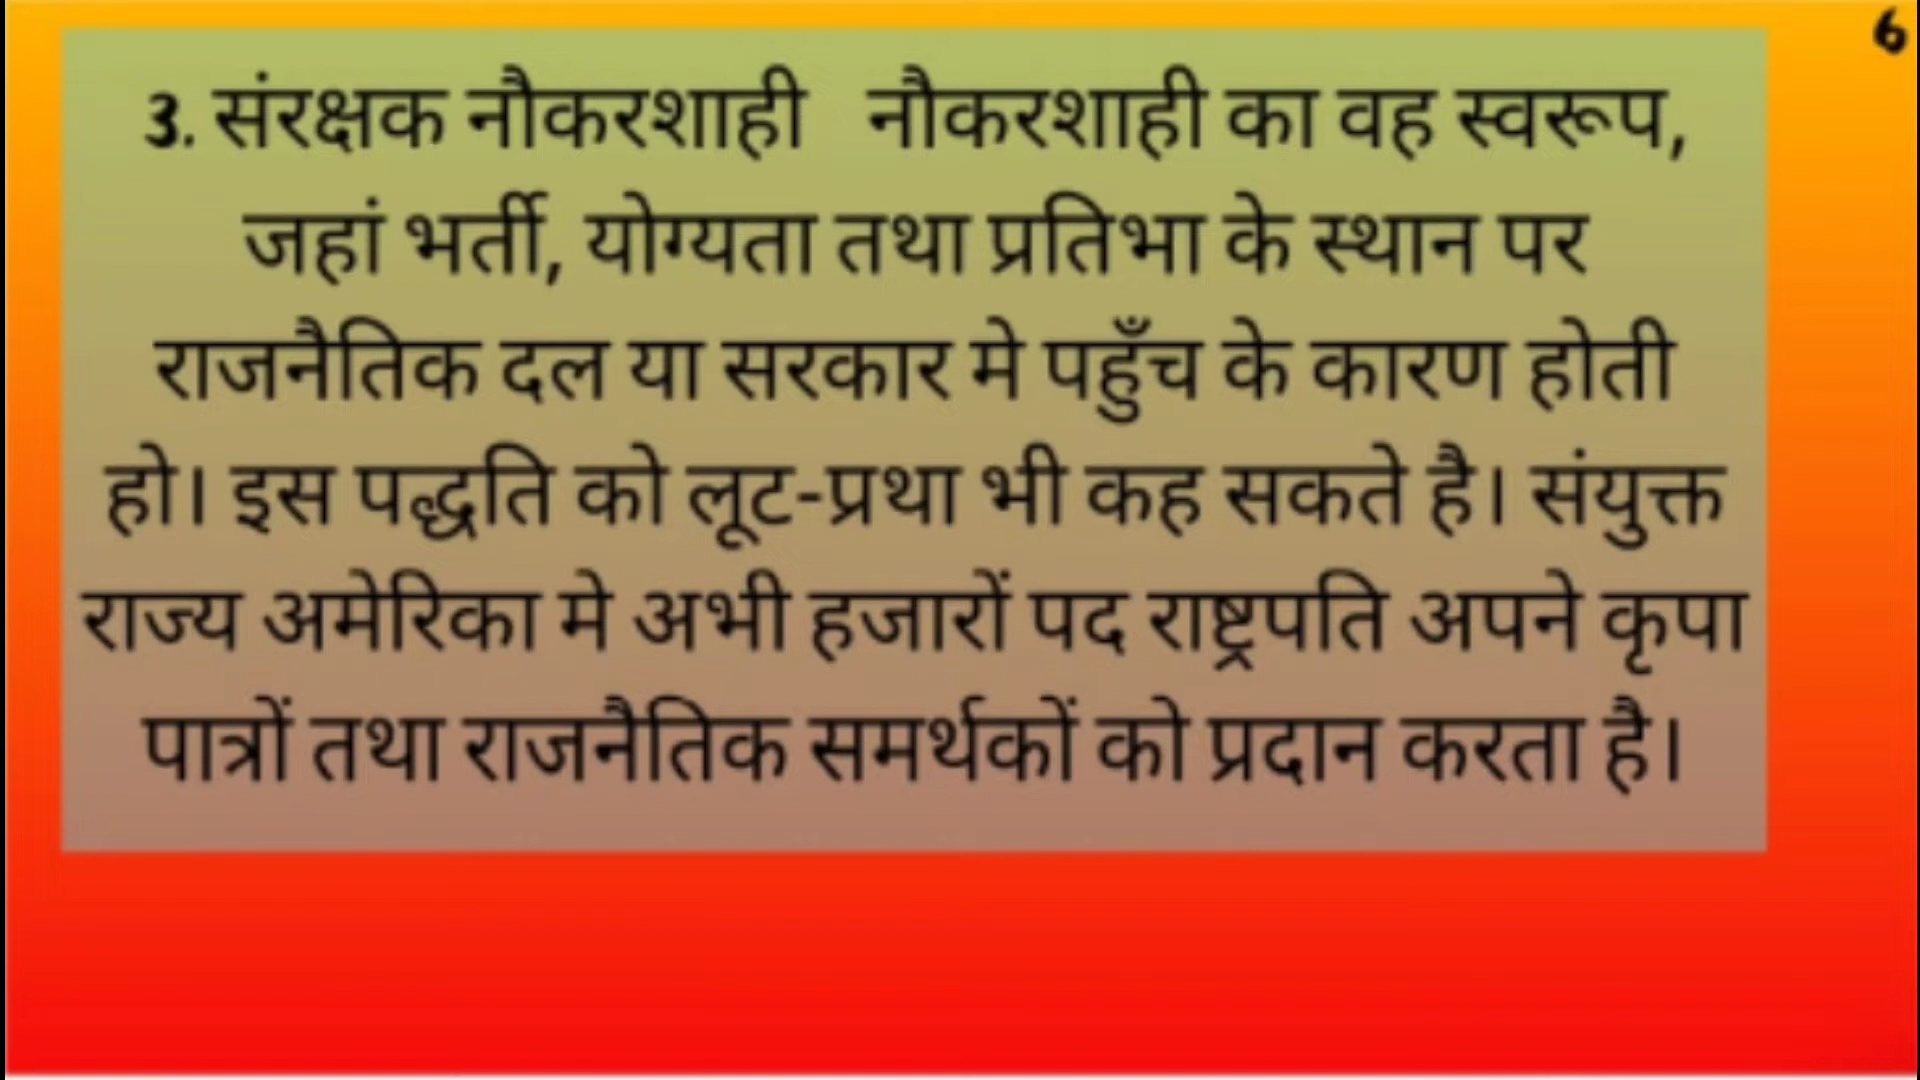 6
3. संरक्षक नौकरशाही नौकरशाही का वह स्वरूप,
जहां भर्ती, योग्यता तथा प्रतिभा के स्थान पर
राजनैतिक दल या सरकार मे पहुँच के कारण होती
हो। इस पद्धति को लूट-प्रथा भी कह सकते है। संयुक्त
राज्य अमेरिका मे अभी हजारों पद राष्ट्रपति अपने कृपा
पात्रों तथा राजनैतिक समर्थकों को प्रदान करता है।